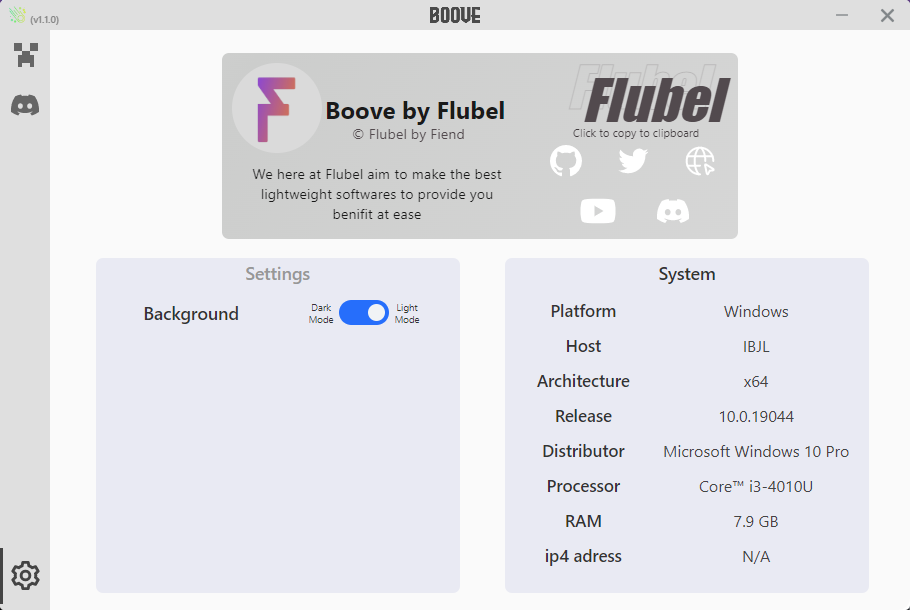 (v1.1.0)
BOOVE
Boove by Flubel
© Flubel by Fiend
We here at Flubel aim to make the best
lightweight softwares to provide you
benifit at ease
Flubel
Flubel
Click to copy to clipboard
Settings
Background
Dark
Mode
Light
Mode
System
Platform Windows
Host IBJL
Architecture x64
Release 10.0.19044
Distributor Microsoft Windows 10 Pro
Processor Core™ i3-4010U
RAM 7.9 GB
ip4 adress N/A